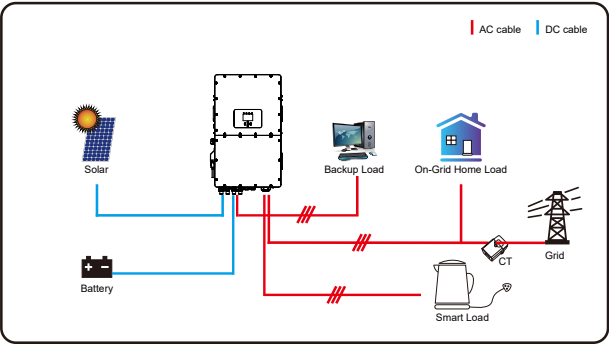 AC cable
DC cable
Solar
Backup Load
On-Grid Home Load
CT
Grid
Battery
Smart Load